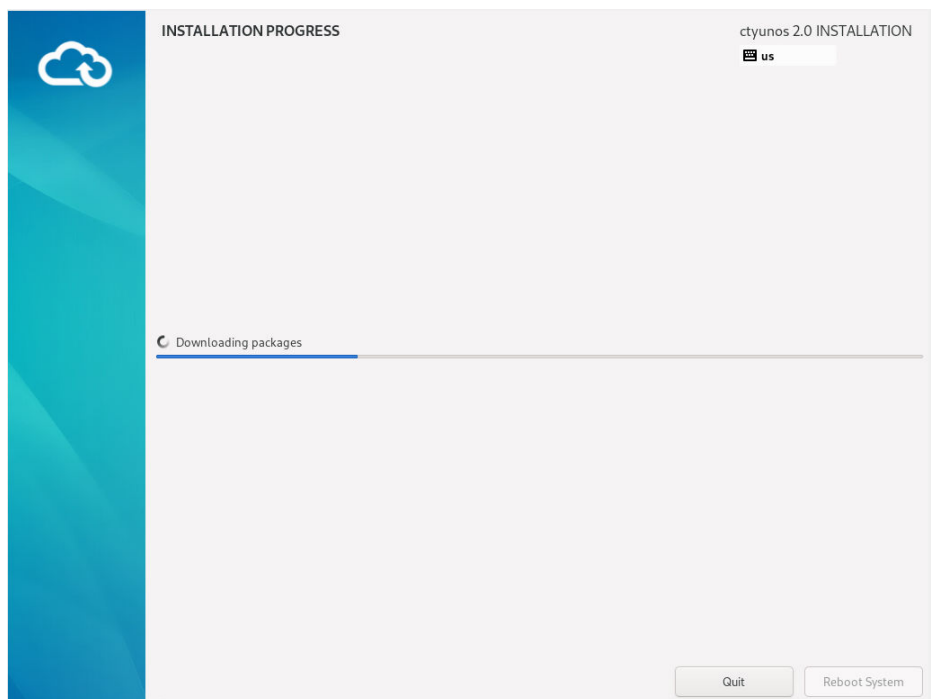 INSTALLATION PROGRESS
ctyunos 2.0 INSTALLATION
us
Downloading packages
Quit
Reboot System